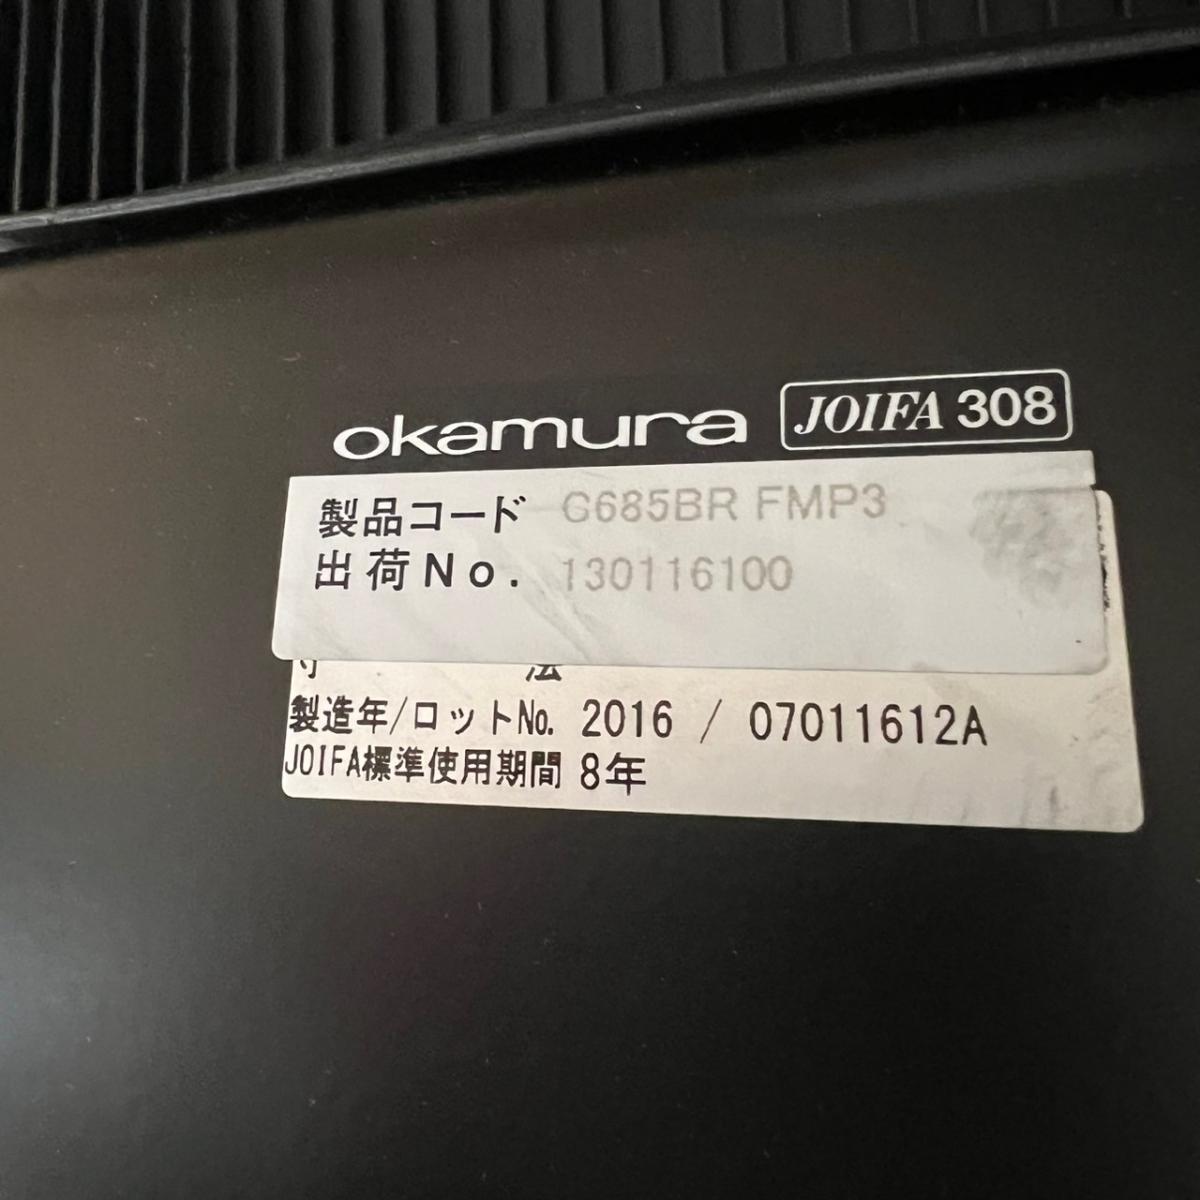 okamura JOIFA 308
製品コード G685BR FMP3
出荷No. 130116100
寸 法
製造年/ロットNo. 2016 / 07011612A
JOIFA標準使用期間 8年